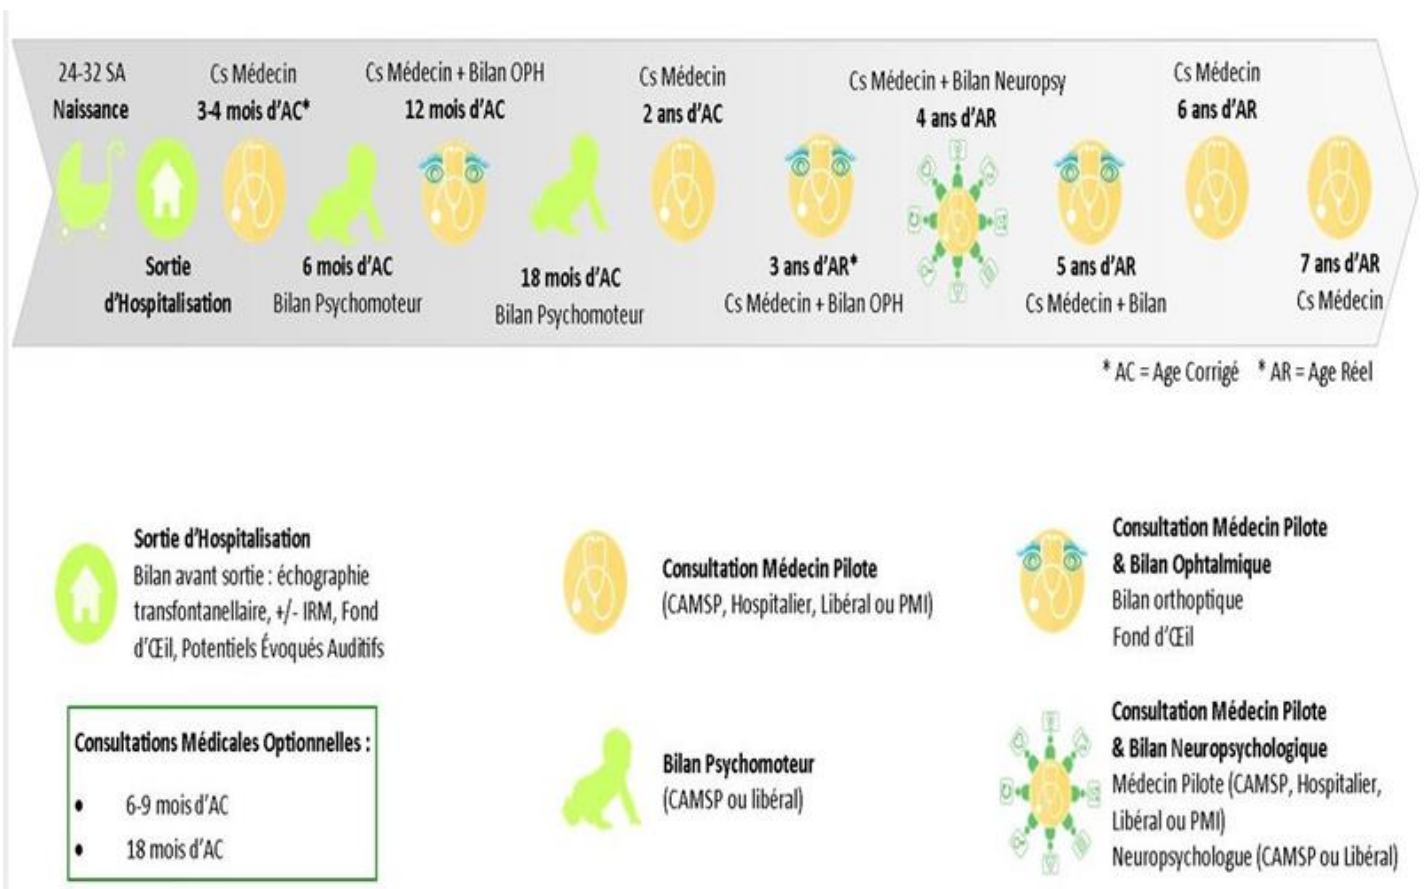 24-32 SA
Naissance
Sortie
d'Hospitalisation
Cs Médecin
3-4 mois d'AC*
6 mois d'AC
Bilan Psychomoteur
Cs Médecin + Bilan OPH
12 mois d'AC
18 mois d'AC
Bilan Psychomoteur
Cs Médecin
2 ans d'AC
3 ans d'AR*
Cs Médecin + Bilan OPH
Cs Médecin + Bilan Neuropsy
4 ans d'AR
5 ans d'AR
Cs Médecin + Bilan
Cs Médecin
6 ans d'AR
7 ans d'AR
Cs Médecin
* AC = Age Corrigé * AR = Age Réel
Sortie d'Hospitalisation
Bilan avant sortie : échographie
transfontanellaire, +/- IRM, Fond
d'Œil, Potentiels Évoqués Auditifs
Consultations Médicales Optionnelles :
• 6-9 mois d'AC
• 18 mois d'AC
Consultation Médecin Pilote
(CAMSP, Hospitalier, Libéral ou PMI)
Bilan Psychomoteur
(CAMSP ou libéral)
Consultation Médecin Pilote
& Bilan Ophtalmique
Bilan orthoptique
Fond d'Œil
Consultation Médecin Pilote
& Bilan Neuropsychologique
Médecin Pilote (CAMSP, Hospitalier,
Libéral ou PMI)
Neuropsychologue (CAMSP ou Libéral)